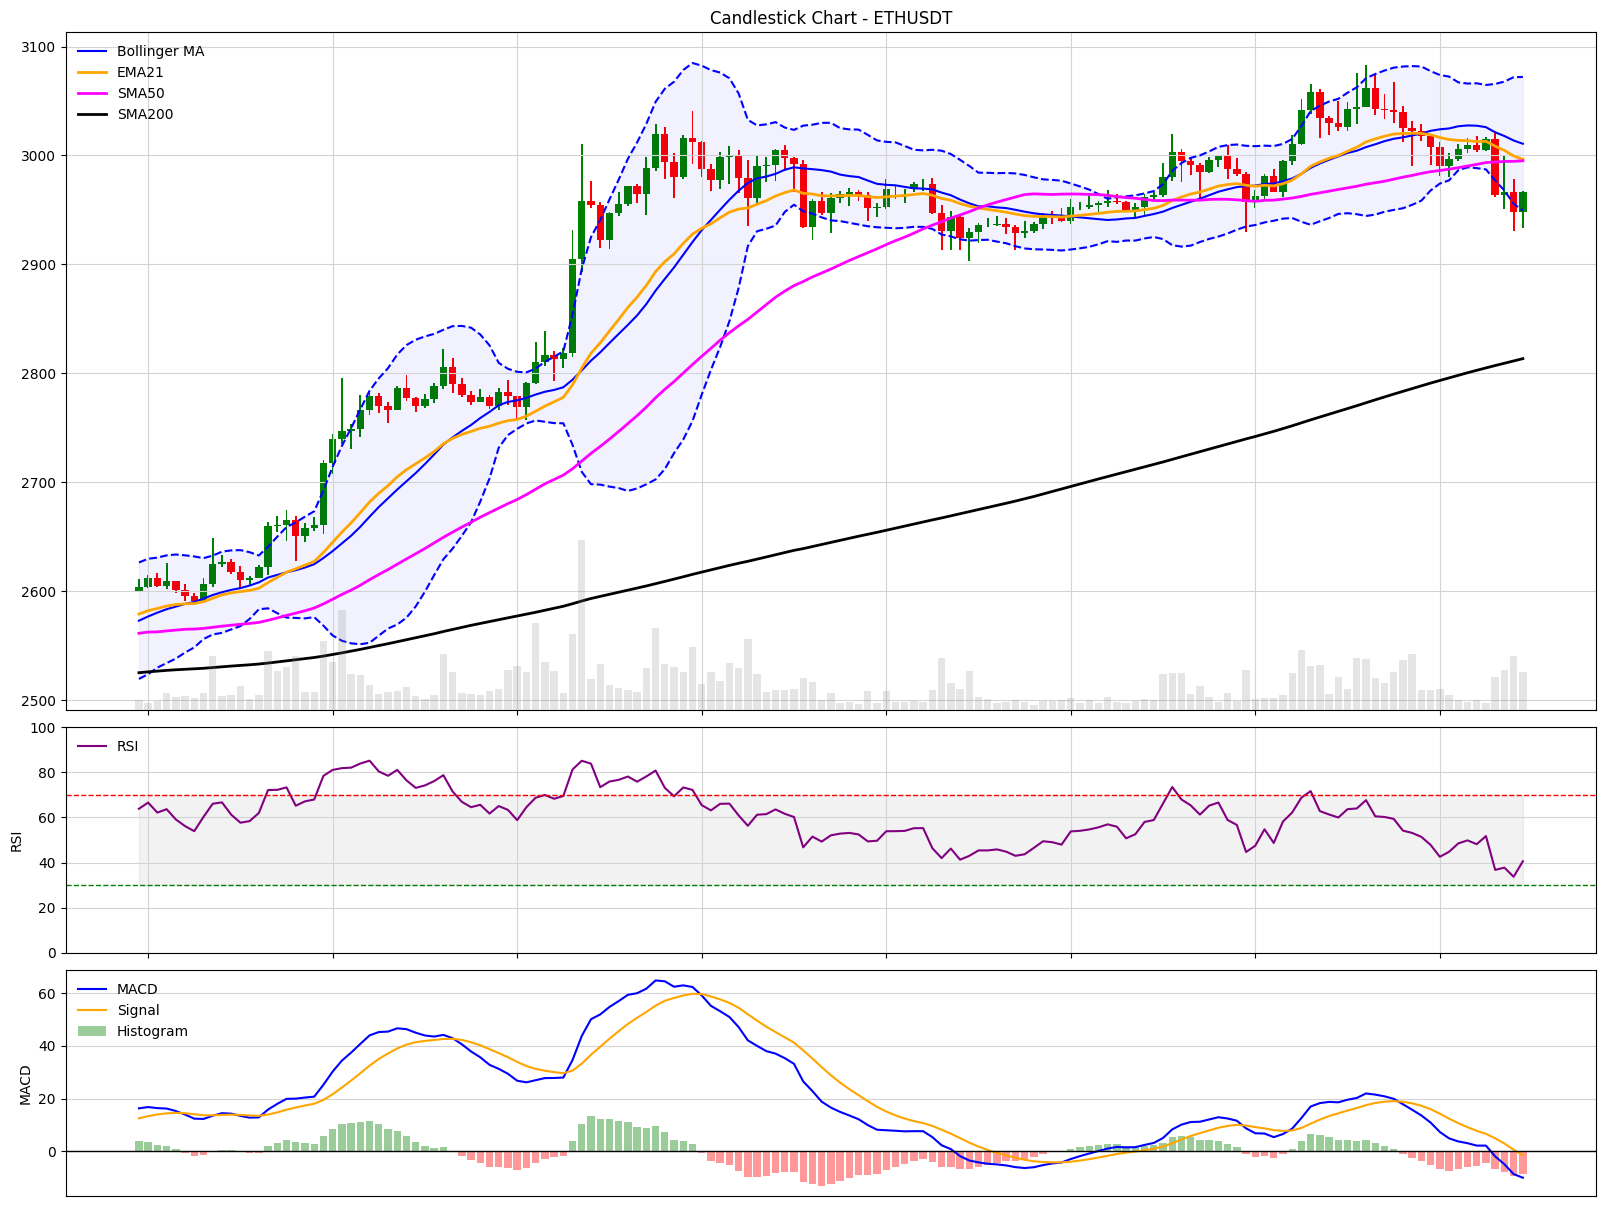 Candlestick Chart - ETHUSDT
3100
3000
2900
2800
2700
2600
2500
Bollinger MA
EMA21
SMA50
SMA200
100
80
60
40
20
0
RSI
RSI
60
40
20
0
MACD
MACD
Signal
Histogram